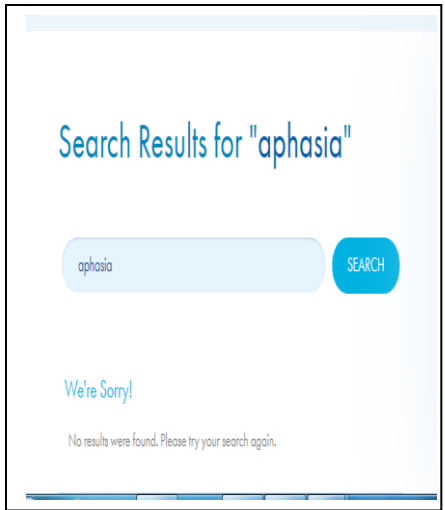 Search Results for "aphasia"
aphasia
SEARCH
We're Sorry!
No results were found. Please try your search again.